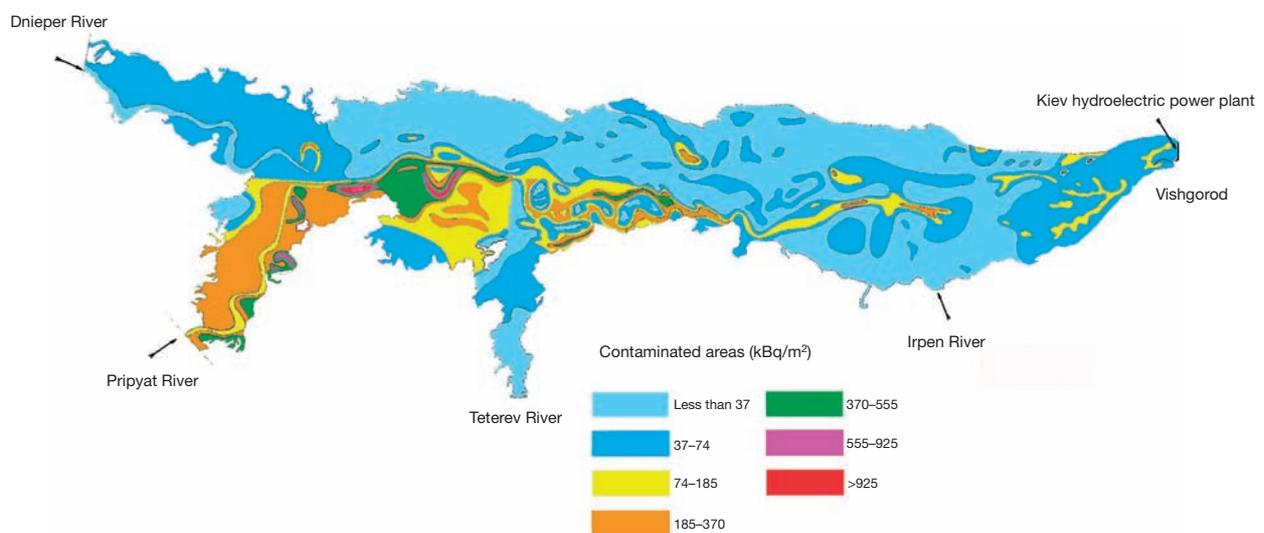 Dnieper River
Kiev hydroelectric power plant
Vishgorod
Irpen River
Pripyat River
Teterev River
Contaminated areas (kBq/m²)
Less than 37
37–74
74–185
185–370
370–555
555–925
>925